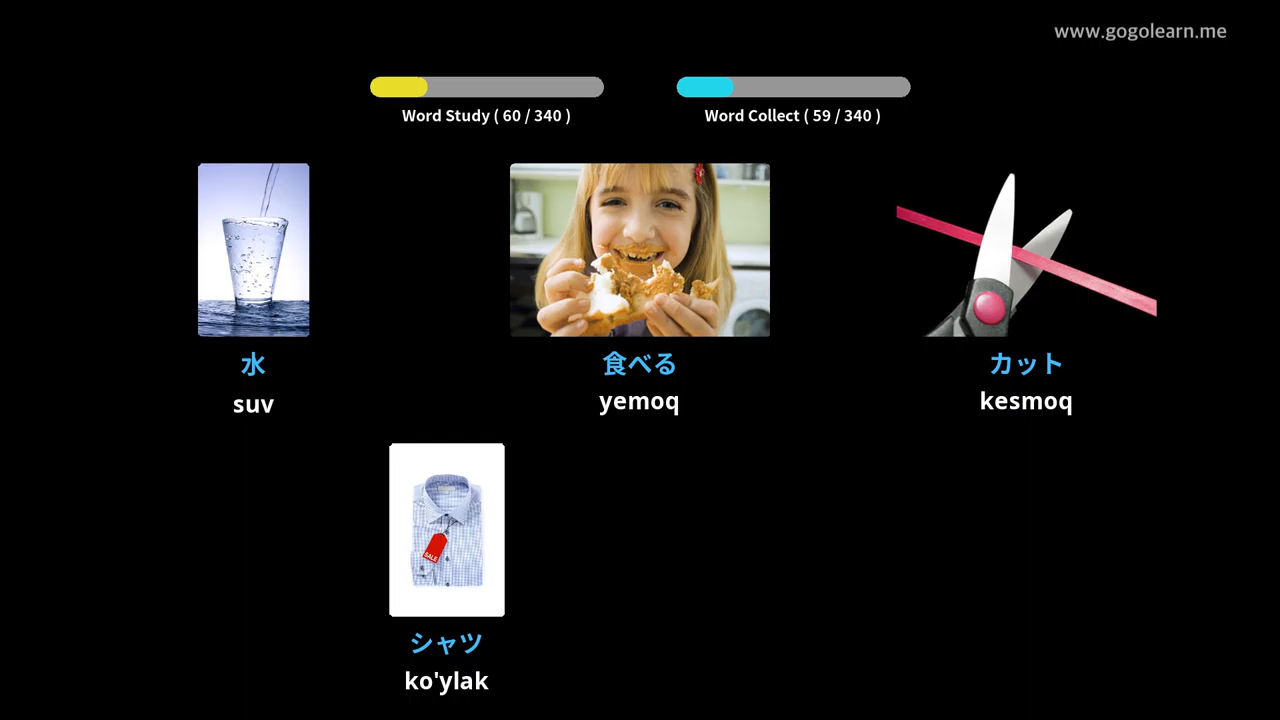 www.gogolearn.me
Word Study ( 60 / 340 )
Word Collect ( 59 / 340 )
水
suv
食べる
yemoq
カット
kesmoq
SALE
シャツ
ko'ylak